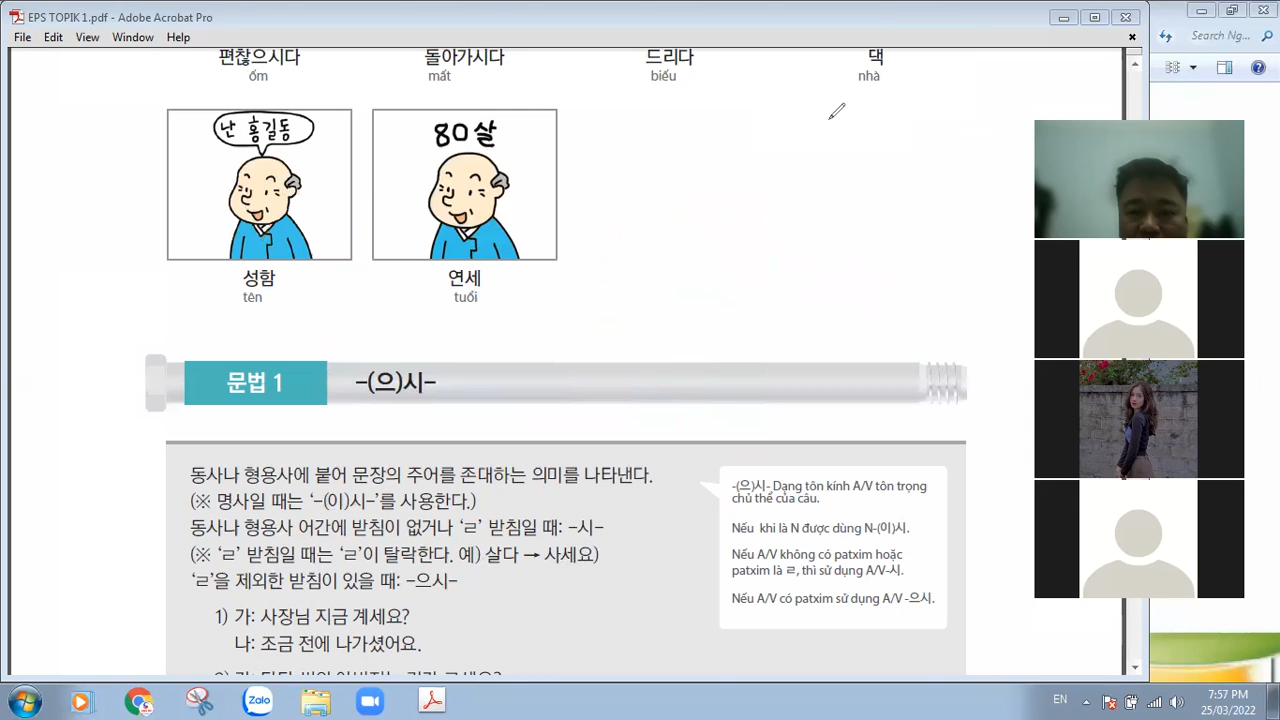 EPS TOPIK 1.pdf - Adobe Acrobat Pro
File Edit View Window Help
Search Ng...
편찮으시다 돌아가시다 드리다 댁
ốm mất biếu nhà
난 홍길동
80살
성함 연세
tên tuổi
문법 1 -(으)시-
동사나 형용사에 붙어 문장의 주어를 존대하는 의미를 나타낸다.
(※ 명사일 때는 ‘-(이)시-’를 사용한다.)
동사나 형용사 어간에 받침이 없거나 ‘ㄹ’ 받침일 때: -시-
(※ ‘ㄹ’ 받침일 때는 ‘ㄹ’이 탈락한다. 예) 살다 → 사세요)
‘ㄹ’을 제외한 받침이 있을 때: -으시-
1) 가: 사장님 지금 계세요?
나: 조금 전에 나가셨어요.
-(으)시- Dạng tôn kính A/V tôn trọng
chủ thể của câu.
Nếu khi là N được dùng N-(이)시.
Nếu A/V không có patxim hoặc
patxim là ㄹ, thì sử dụng A/V-시.
Nếu A/V có patxim sử dụng A/V -으시.
Zalo
EN
7:57 PM
25/03/2022